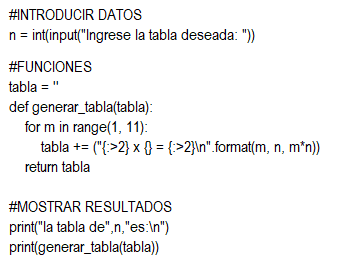 #INTRODUCIR DATOS
n = int(input("Ingrese la tabla deseada: "))
#FUNCIONES
tabla = ''
def generar_tabla(tabla):
    for m in range(1, 11):
        tabla += ("{:>2} x {} = {:>2}\n".format(m, n, m*n))
    return tabla
#MOSTRAR RESULTADOS
print("la tabla de",n,"es:\n")
print(generar_tabla(tabla))